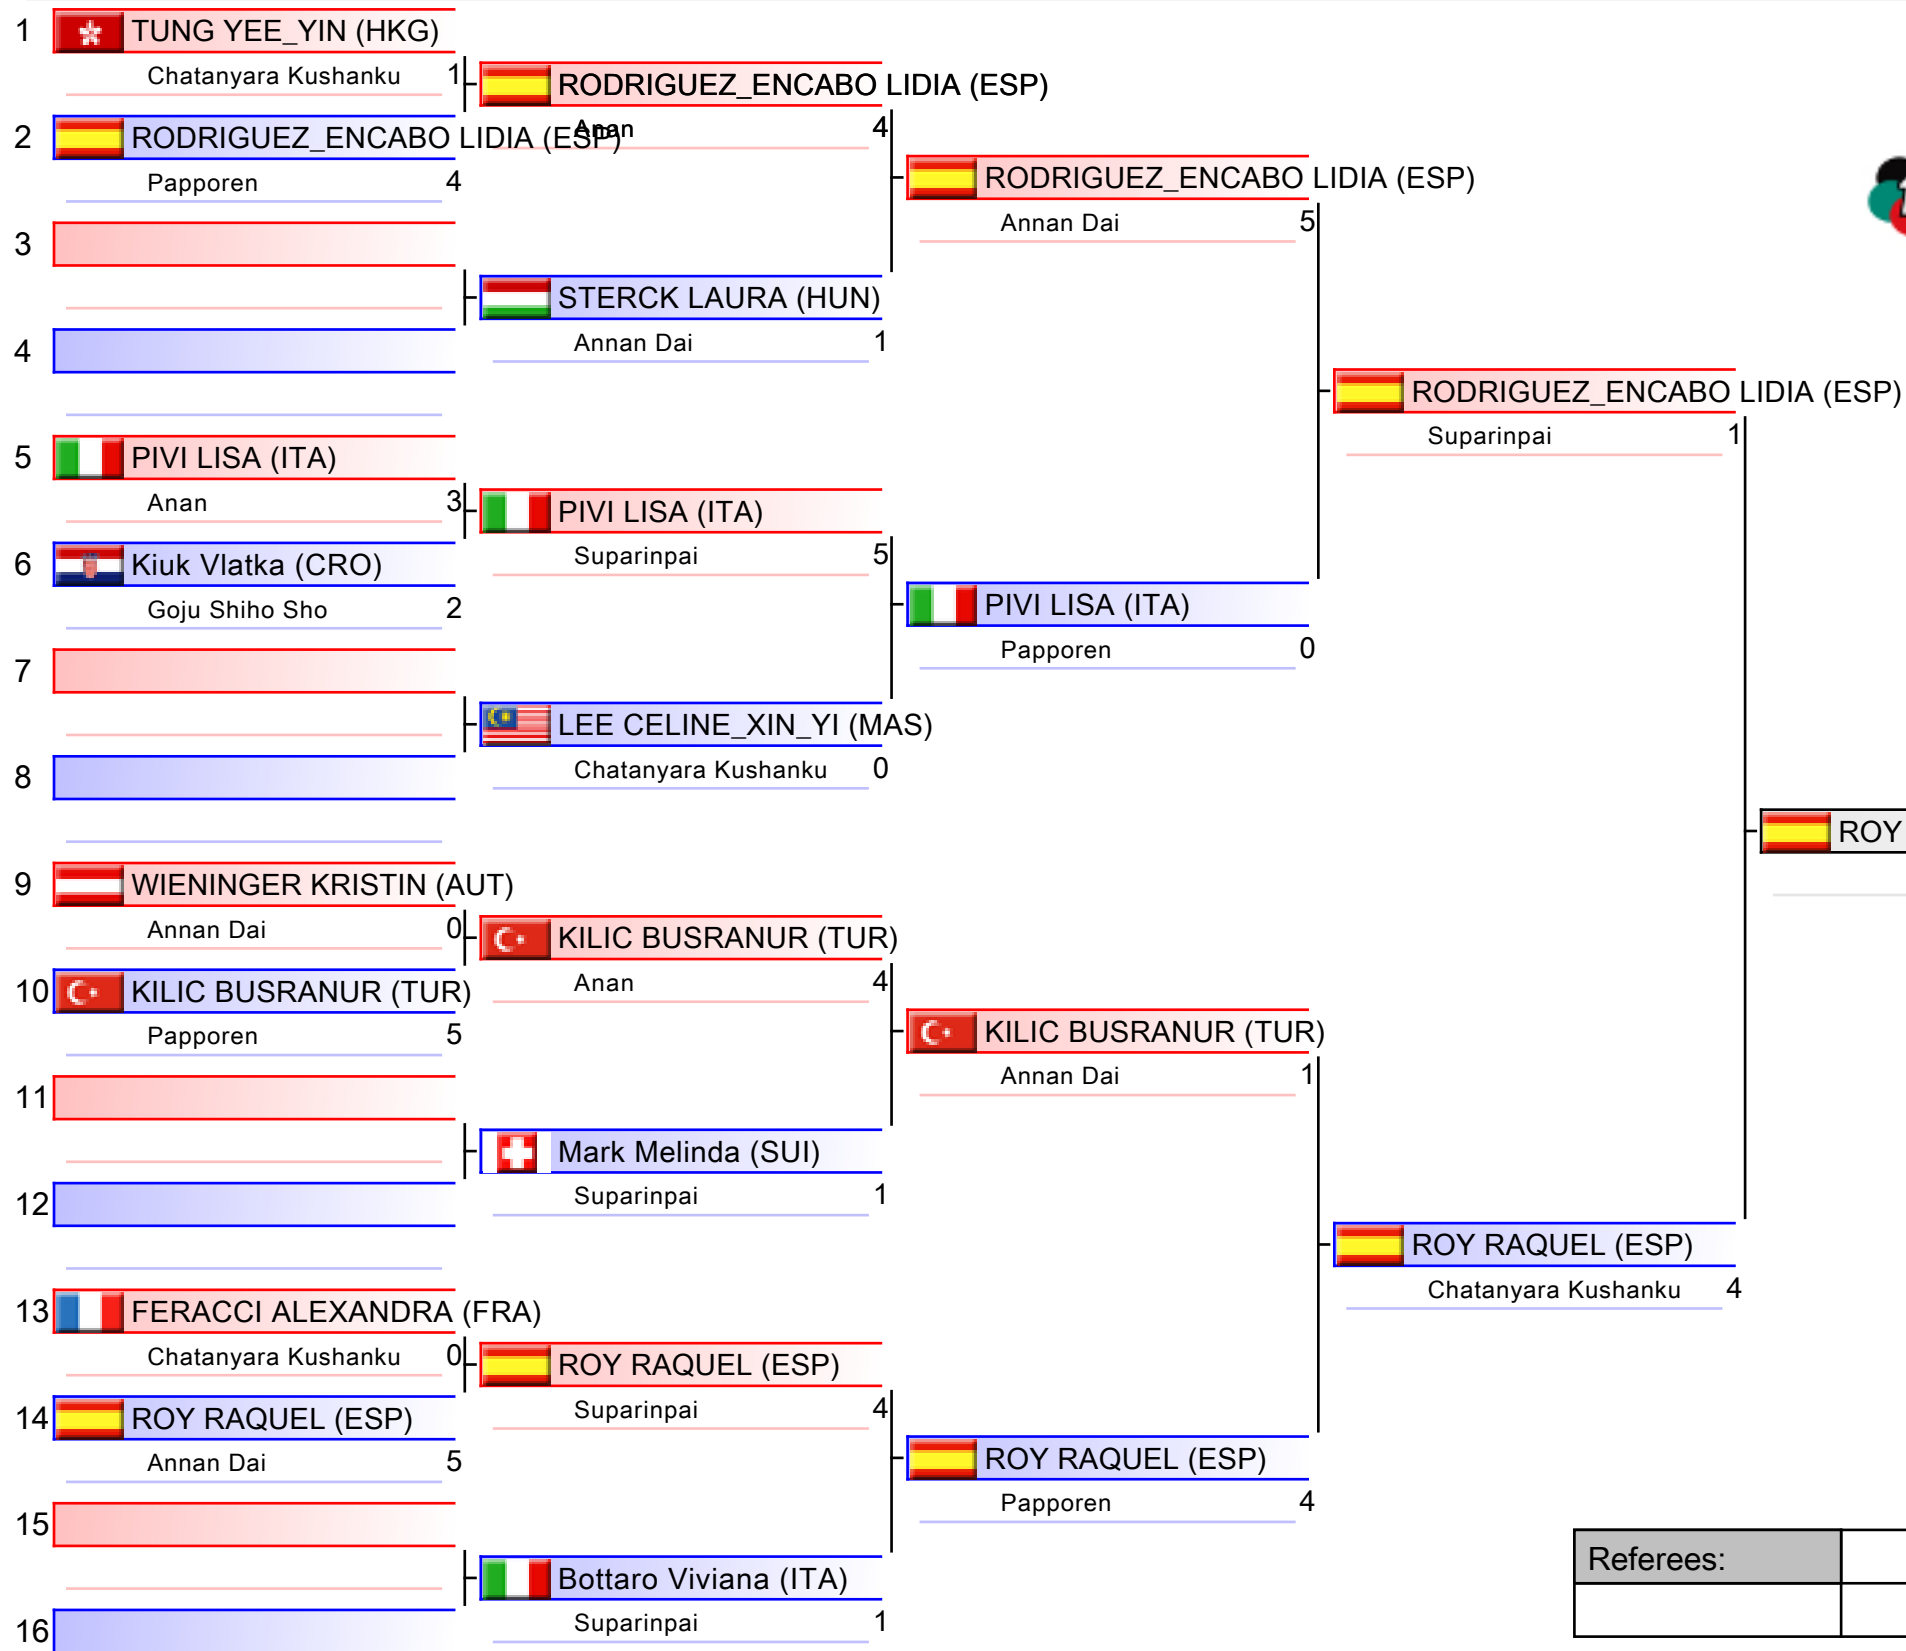 1 TUNG YEE_YIN (HKG)
Chatanyara Kushanku 1
RODRIGUEZ_ENCABO LIDIA (ESP)
Anan 4
2 RODRIGUEZ_ENCABO LIDIA (ESP)
Papporen 4
RODRIGUEZ_ENCABO LIDIA (ESP)
Annan Dai 5
3
STERCK LAURA (HUN)
Annan Dai 1
4
RODRIGUEZ_ENCABO LIDIA (ESP)
Suparinpai 1
5 PIVI LISA (ITA)
Anan 3
PIVI LISA (ITA)
Suparinpai 5
6 Kiuk Vlatka (CRO)
Goju Shiho Sho 2
PIVI LISA (ITA)
Papporen 0
7
LEE CELINE_XIN_YI (MAS)
Chatanyara Kushanku 0
8
ROY
9 WIENINGER KRISTIN (AUT)
Annan Dai 0
KILIC BUSRANUR (TUR)
Anan 4
10 KILIC BUSRANUR (TUR)
Papporen 5
KILIC BUSRANUR (TUR)
Annan Dai 1
11
Mark Melinda (SUI)
Suparinpai 1
12
ROY RAQUEL (ESP)
Chatanyara Kushanku 4
13 FERACCI ALEXANDRA (FRA)
Chatanyara Kushanku 0
ROY RAQUEL (ESP)
Suparinpai 4
14 ROY RAQUEL (ESP)
Annan Dai 5
ROY RAQUEL (ESP)
Papporen 4
15
Bottaro Viviana (ITA)
Suparinpai 1
16
Referees: